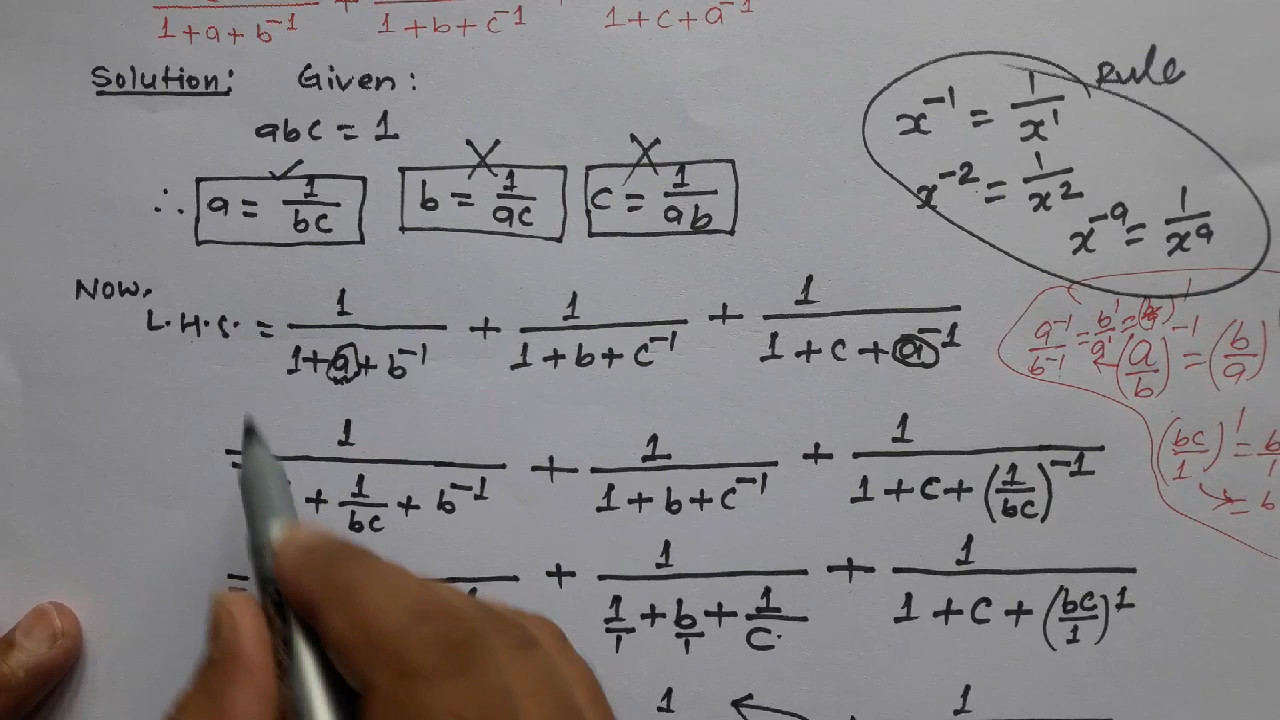 1+a+b⁻¹ + 1+b+c⁻¹ + 1+c+a⁻¹
Solution: Given:
abc = 1
∴ a = 1/bc b = 1/ac c = 1/ab
Rule
x⁻¹ = 1/x¹
x⁻² = 1/x²
x⁻ᵃ = 1/xᵃ
Now,
L.H.S. = 1/(1+a+b⁻¹) + 1/(1+b+c⁻¹) + 1/(1+c+a⁻¹)
a⁻¹/b⁻¹ = b¹/a¹
(a/b)⁻¹ = (b/a)
= 1/( + 1/bc + b⁻¹) + 1/(1+b+c⁻¹) + 1/(1+c+(1/bc)⁻¹)
(bc/1)¹ = b
= b
= + 1/(1/1 + b/1 + 1/c) + 1/(1+c+(bc/1)¹)
1 1